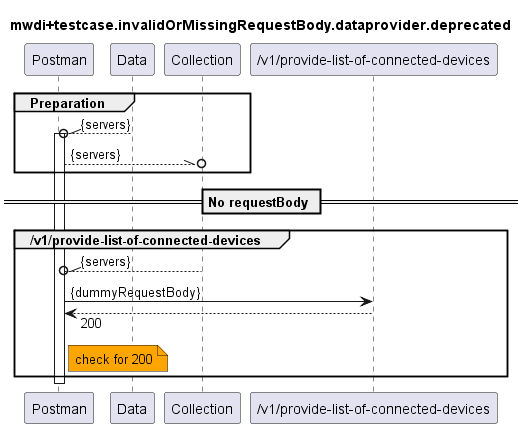 mwdi+testcase.invalidOrMissingRequestBody.dataprovider.deprecated
Postman Data Collection /v1/provide-list-of-connected-devices
Preparation
{servers}
{servers}
No requestBody
/v1/provide-list-of-connected-devices
{servers}
{dummyRequestBody}
200
check for 200
Postman Data Collection /v1/provide-list-of-connected-devices